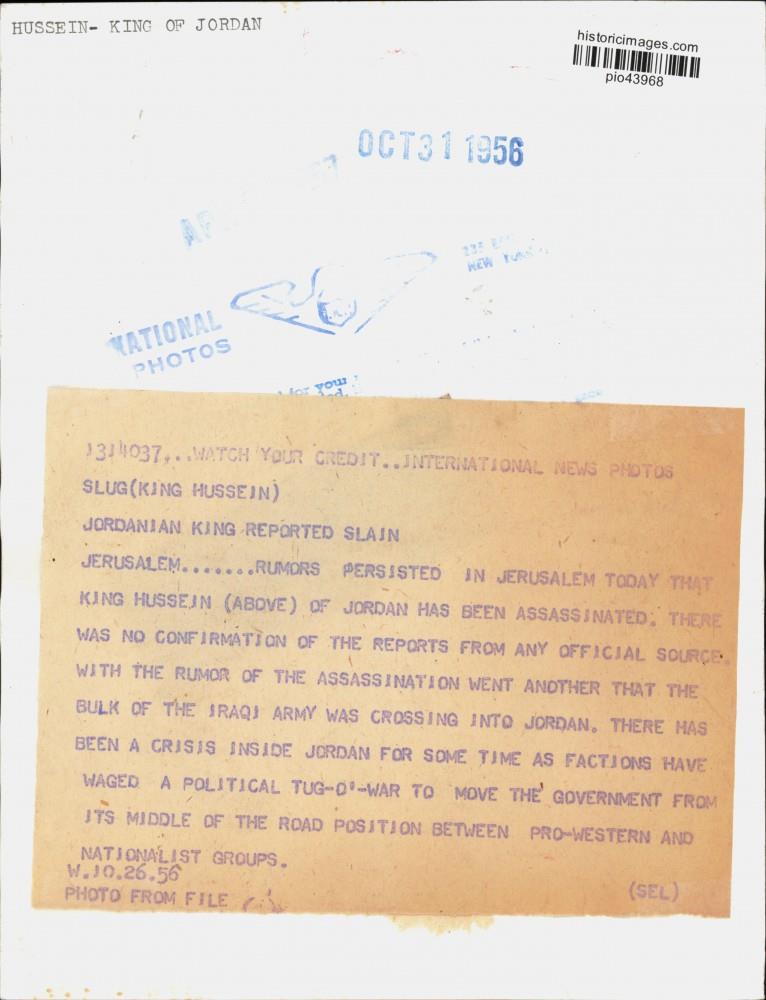 HUSSEIN- KING OF JORDAN
historicimages.com
pio43968
OCT 31 1956
NEW
NATIONAL
PHOTOS
for your
1314037...WATCH YOUR CREDIT..INTERNATIONAL NEWS PHOTOS
SLUG(KING HUSSEIN)
JORDANIAN KING REPORTED SLAIN
JERUSALEM.......RUMORS PERSISTED IN JERUSALEM TODAY THAT
KING HUSSEIN (ABOVE) OF JORDAN HAS BEEN ASSASSINATED. THERE
WAS NO CONFIRMATION OF THE REPORTS FROM ANY OFFICIAL SOURCE.
WITH THE RUMOR OF THE ASSASSINATION WENT ANOTHER THAT THE
BULK OF THE IRAQI ARMY WAS CROSSING INTO JORDAN. THERE HAS
BEEN A CRISIS INSIDE JORDAN FOR SOME TIME AS FACTIONS HAVE
WAGED A POLITICAL TUG-O'-WAR TO MOVE THE GOVERNMENT FROM
ITS MIDDLE OF THE ROAD POSITION BETWEEN PRO-WESTERN AND
NATIONALIST GROUPS.
W.10.26.56
PHOTO FROM FILE (SEL)